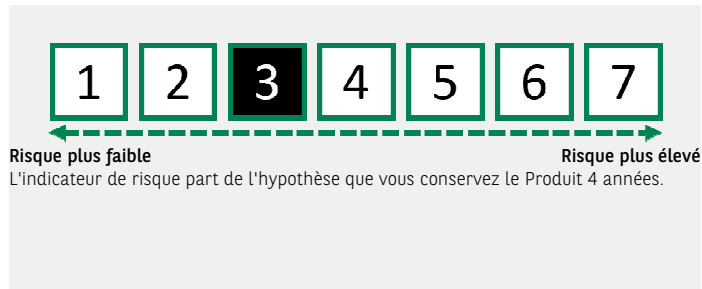 1 2 3 4 5 6 7
Risque plus faible Risque plus élevé
L'indicateur de risque part de l'hypothèse que vous conservez le Produit 4 années.